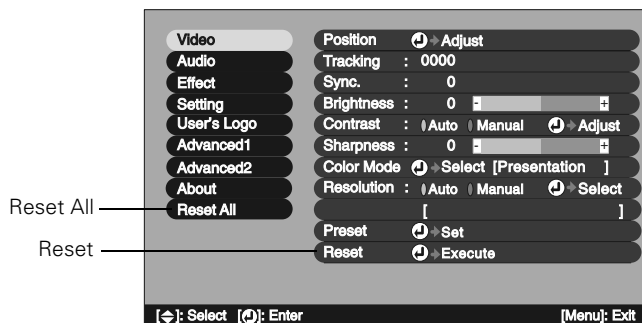 Video
Audio
Effect
Setting
User's Logo
Advanced1
Advanced2
About
Reset All
Position Adjust
Tracking : 0000
Sync. : 0
Brightness : 0 - +
Contrast : Auto Manual Adjust
Sharpness : 0 - +
Color Mode Select [Presentation ]
Resolution : Auto Manual Select
[ ]
Preset Set
Reset Execute
Reset All
Reset
[ ]: Select [ ]: Enter [Menu]: Exit